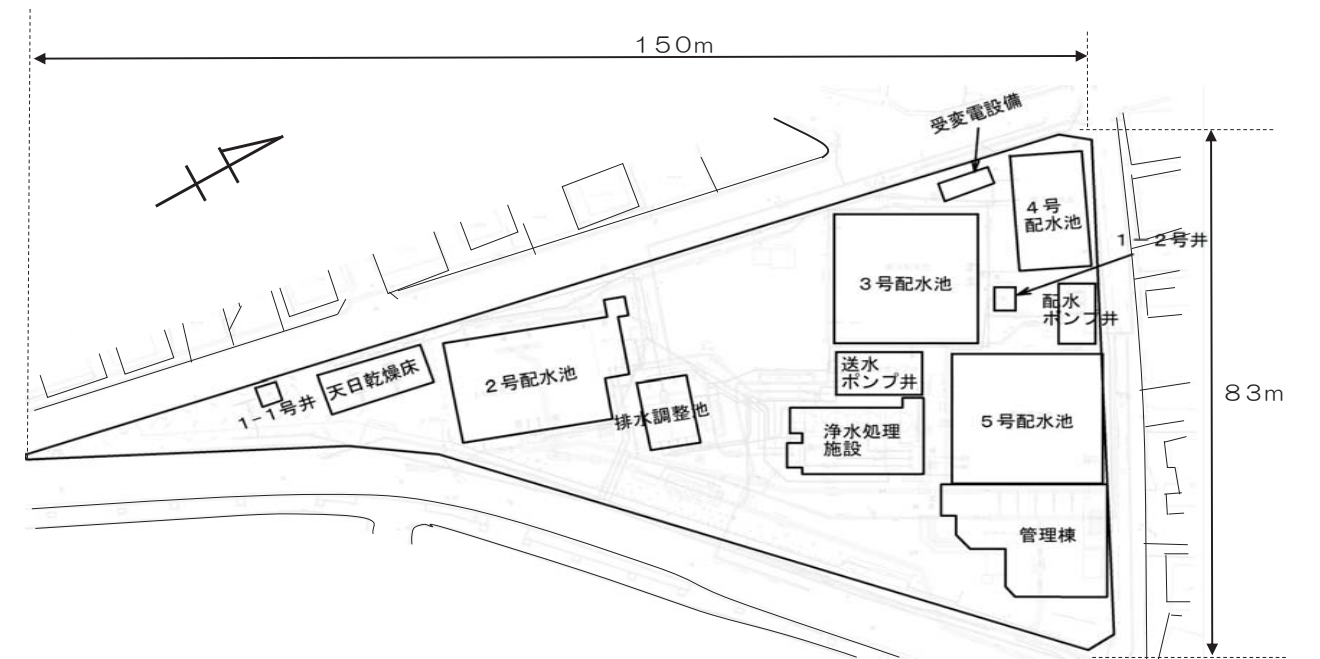 １５０ｍ
受変電設備
４号
配水池
１－２号井
３号配水池
配水
ポンプ井
送水
ポンプ井
２号配水池
天日乾燥床
１-１号井
排水調整池
浄水処理
施設
５号配水池
８３ｍ
管理棟